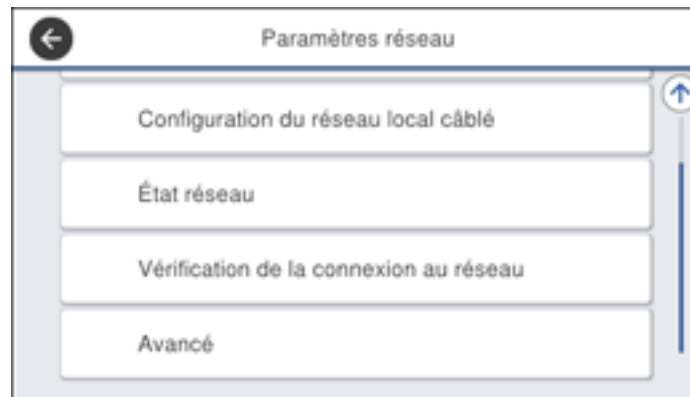 Paramètres réseau
Configuration du réseau local câblé
État réseau
Vérification de la connexion au réseau
Avancé